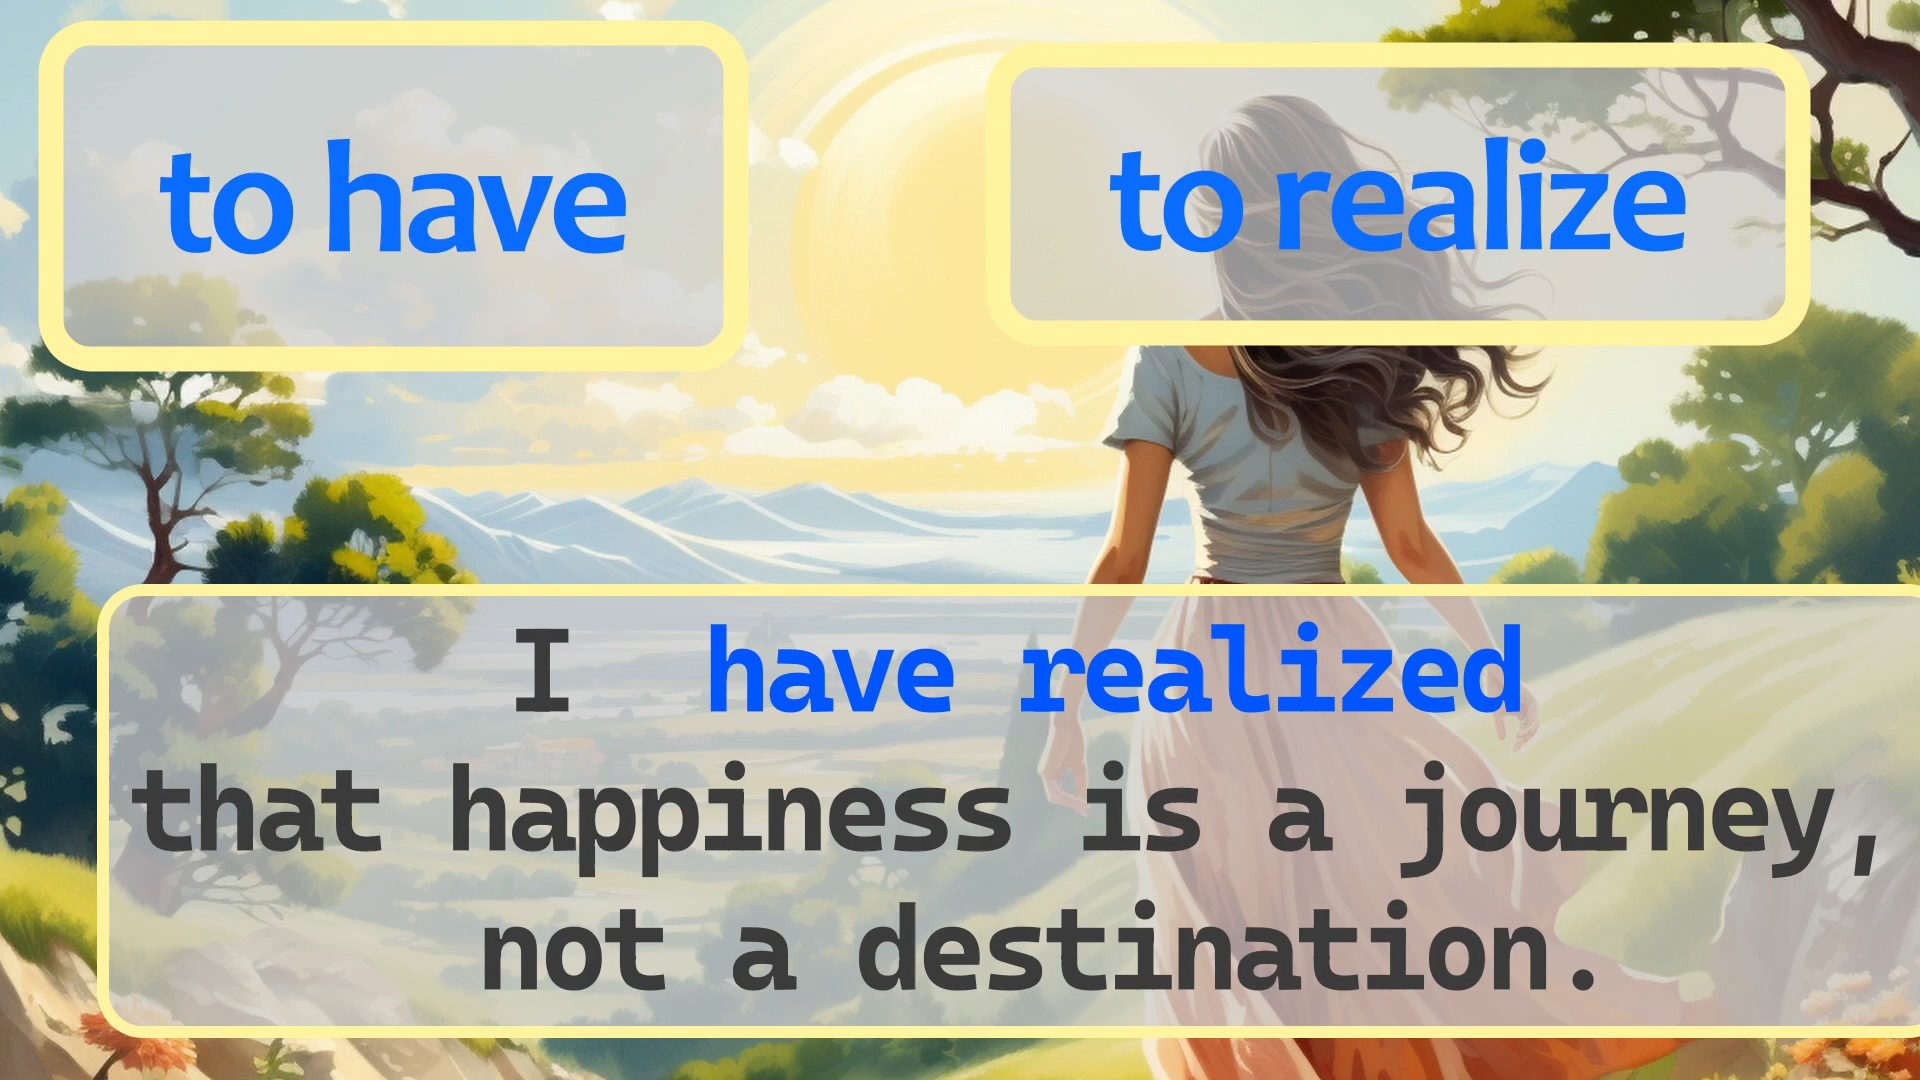 to have
to realize
I have realized
that happiness is a journey,
not a destination.